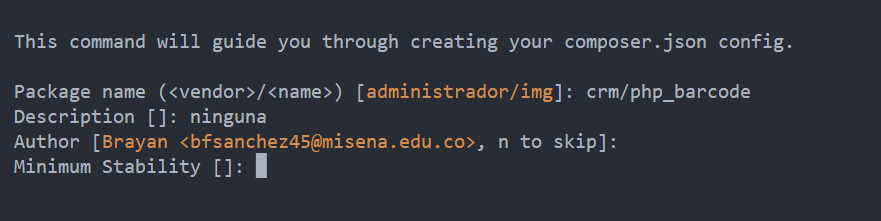 This command will guide you through creating your composer.json config.
Package name (<vendor>/<name>) [administrador/img]: crm/php_barcode
Description []: ninguna
Author [Brayan <bfsanchez45@misena.edu.co>, n to skip]:
Minimum Stability []: